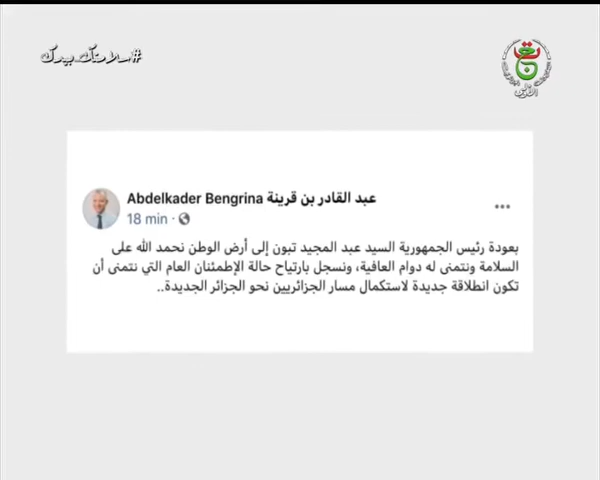 #سلامتك_بيدك
Abdelkader Bengrina عبد القادر بن قرينة
18 min ·
بعودة رئيس الجمهورية السيد عبد المجيد تبون إلى أرض الوطن نحمد الله على
السلامة ونتمنى له دوام العافية، ونسجل بارتياح حالة الإطمئنان العام التي نتمنى أن
تكون انطلاقة جديدة لاستكمال مسار الجزائريين نحو الجزائر الجديدة..